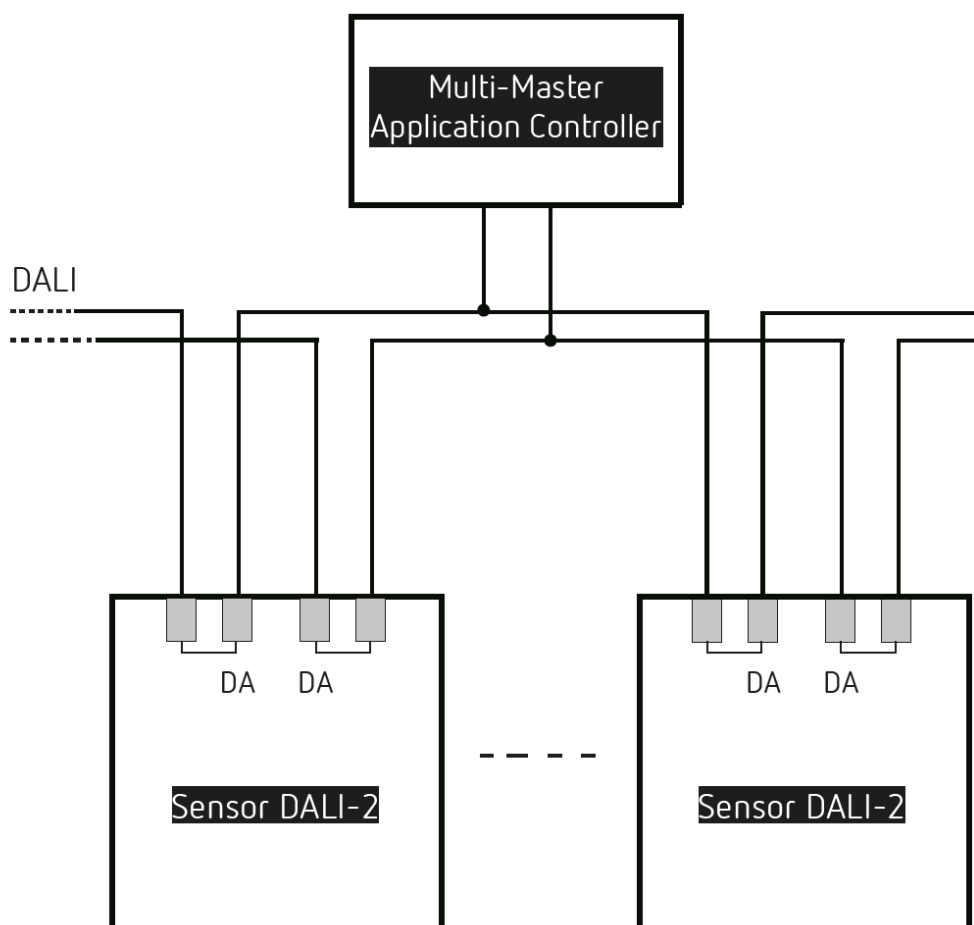 Multi-Master
Application Controller
DALI
DA DA
DA DA
Sensor DALI-2
Sensor DALI-2